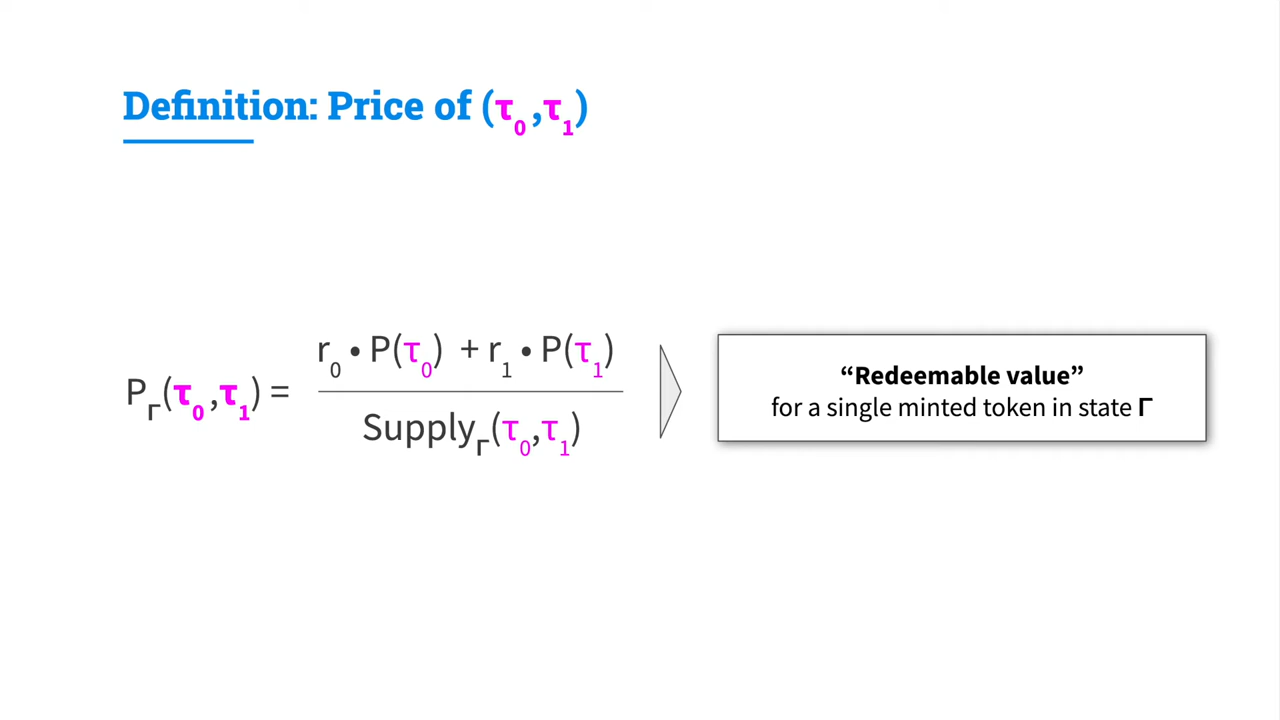 Definition: Price of (τ₀,τ₁)
P_Γ(τ₀,τ₁) =
r₀ • P(τ₀) + r₁ • P(τ₁)
Supply_Γ(τ₀,τ₁)
“Redeemable value”
for a single minted token in state Γ